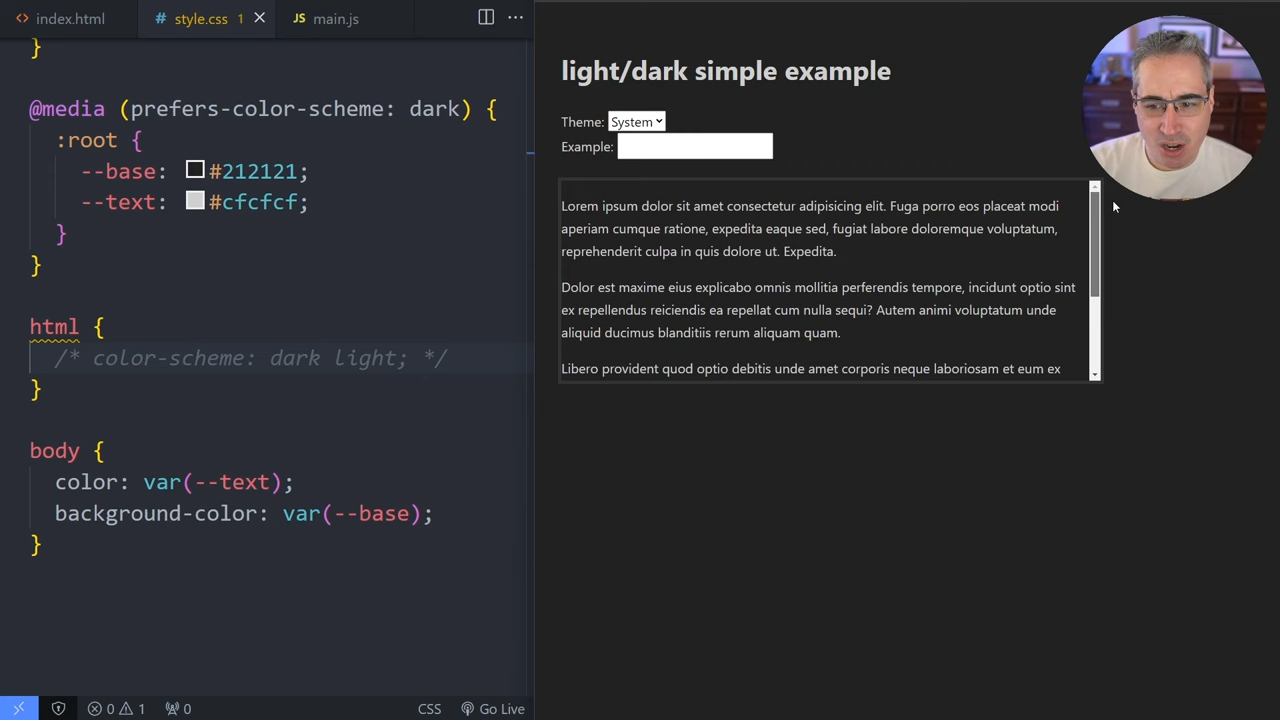 index.html
style.css 1
JS main.js
}
@media (prefers-color-scheme: dark) {
:root {
--base: #212121;
--text: #cfcfcf;
}
}
html {
/* color-scheme: dark light; */
}
body {
color: var(--text);
background-color: var(--base);
}
0 1 0
CSS
Go Live
light/dark simple example
Theme: System
Example:
Lorem ipsum dolor sit amet consectetur adipisicing elit. Fuga porro eos placeat modi
aperiam cumque ratione, expedita eaque sed, fugiat labore doloremque voluptatum,
reprehenderit culpa in quis dolore ut. Expedita.
Dolor est maxime eius explicabo omnis mollitia perferendis tempore, incidunt optio sint
ex repellendus reiciendis ea repellat cum nulla sequi? Autem animi voluptatum unde
aliquid ducimus blanditiis rerum aliquam quam.
Libero provident quod optio debitis unde amet corporis neque laboriosam et eum ex